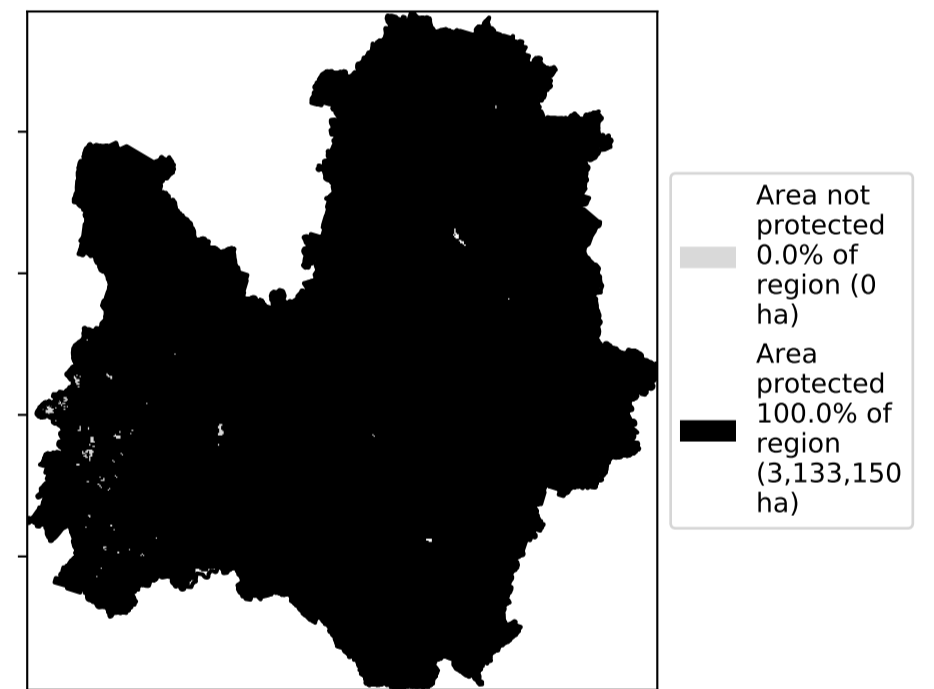 Area not
protected
0.0% of
region (0
ha)
Area
protected
100.0% of
region
(3,133,150
ha)